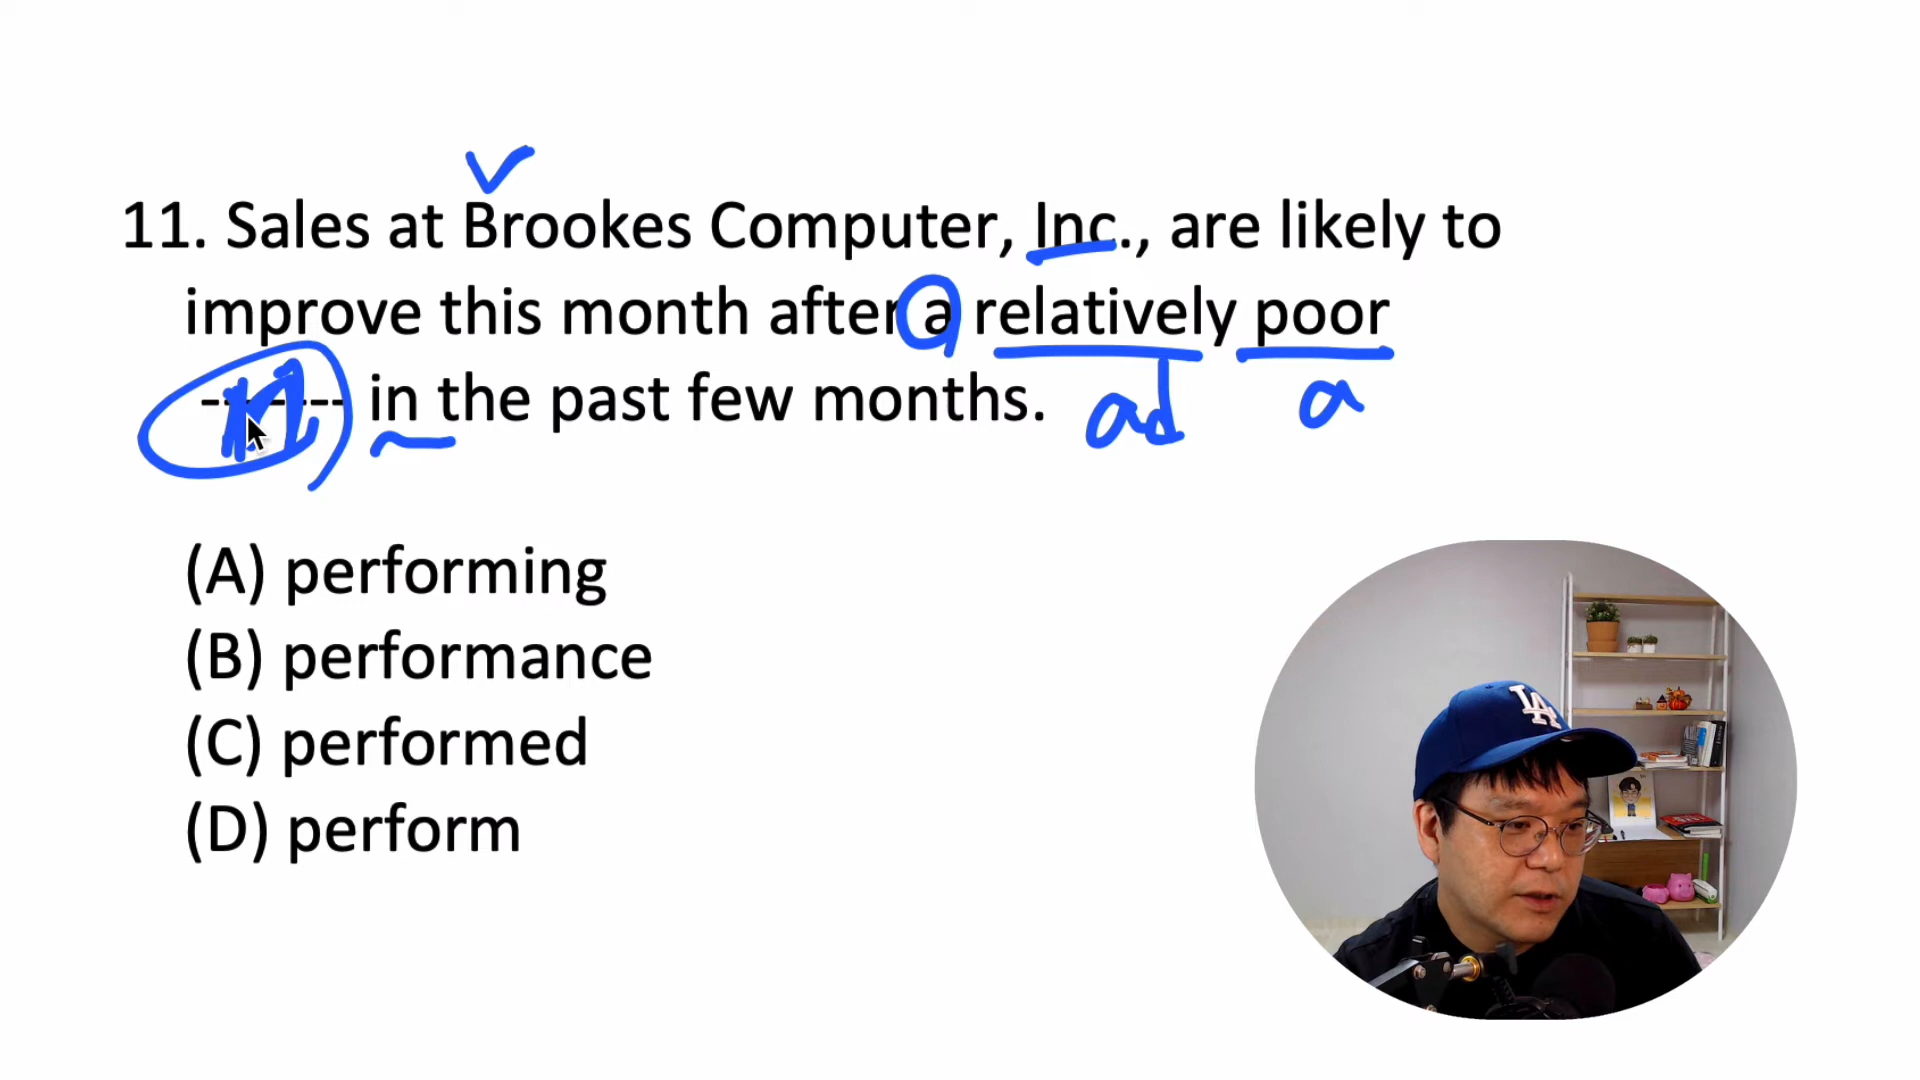 11. Sales at Brookes Computer, Inc., are likely to
improve this month after a relatively poor
------- in the past few months.
n
ad
a
(A) performing
(B) performance
(C) performed
(D) perform
LA